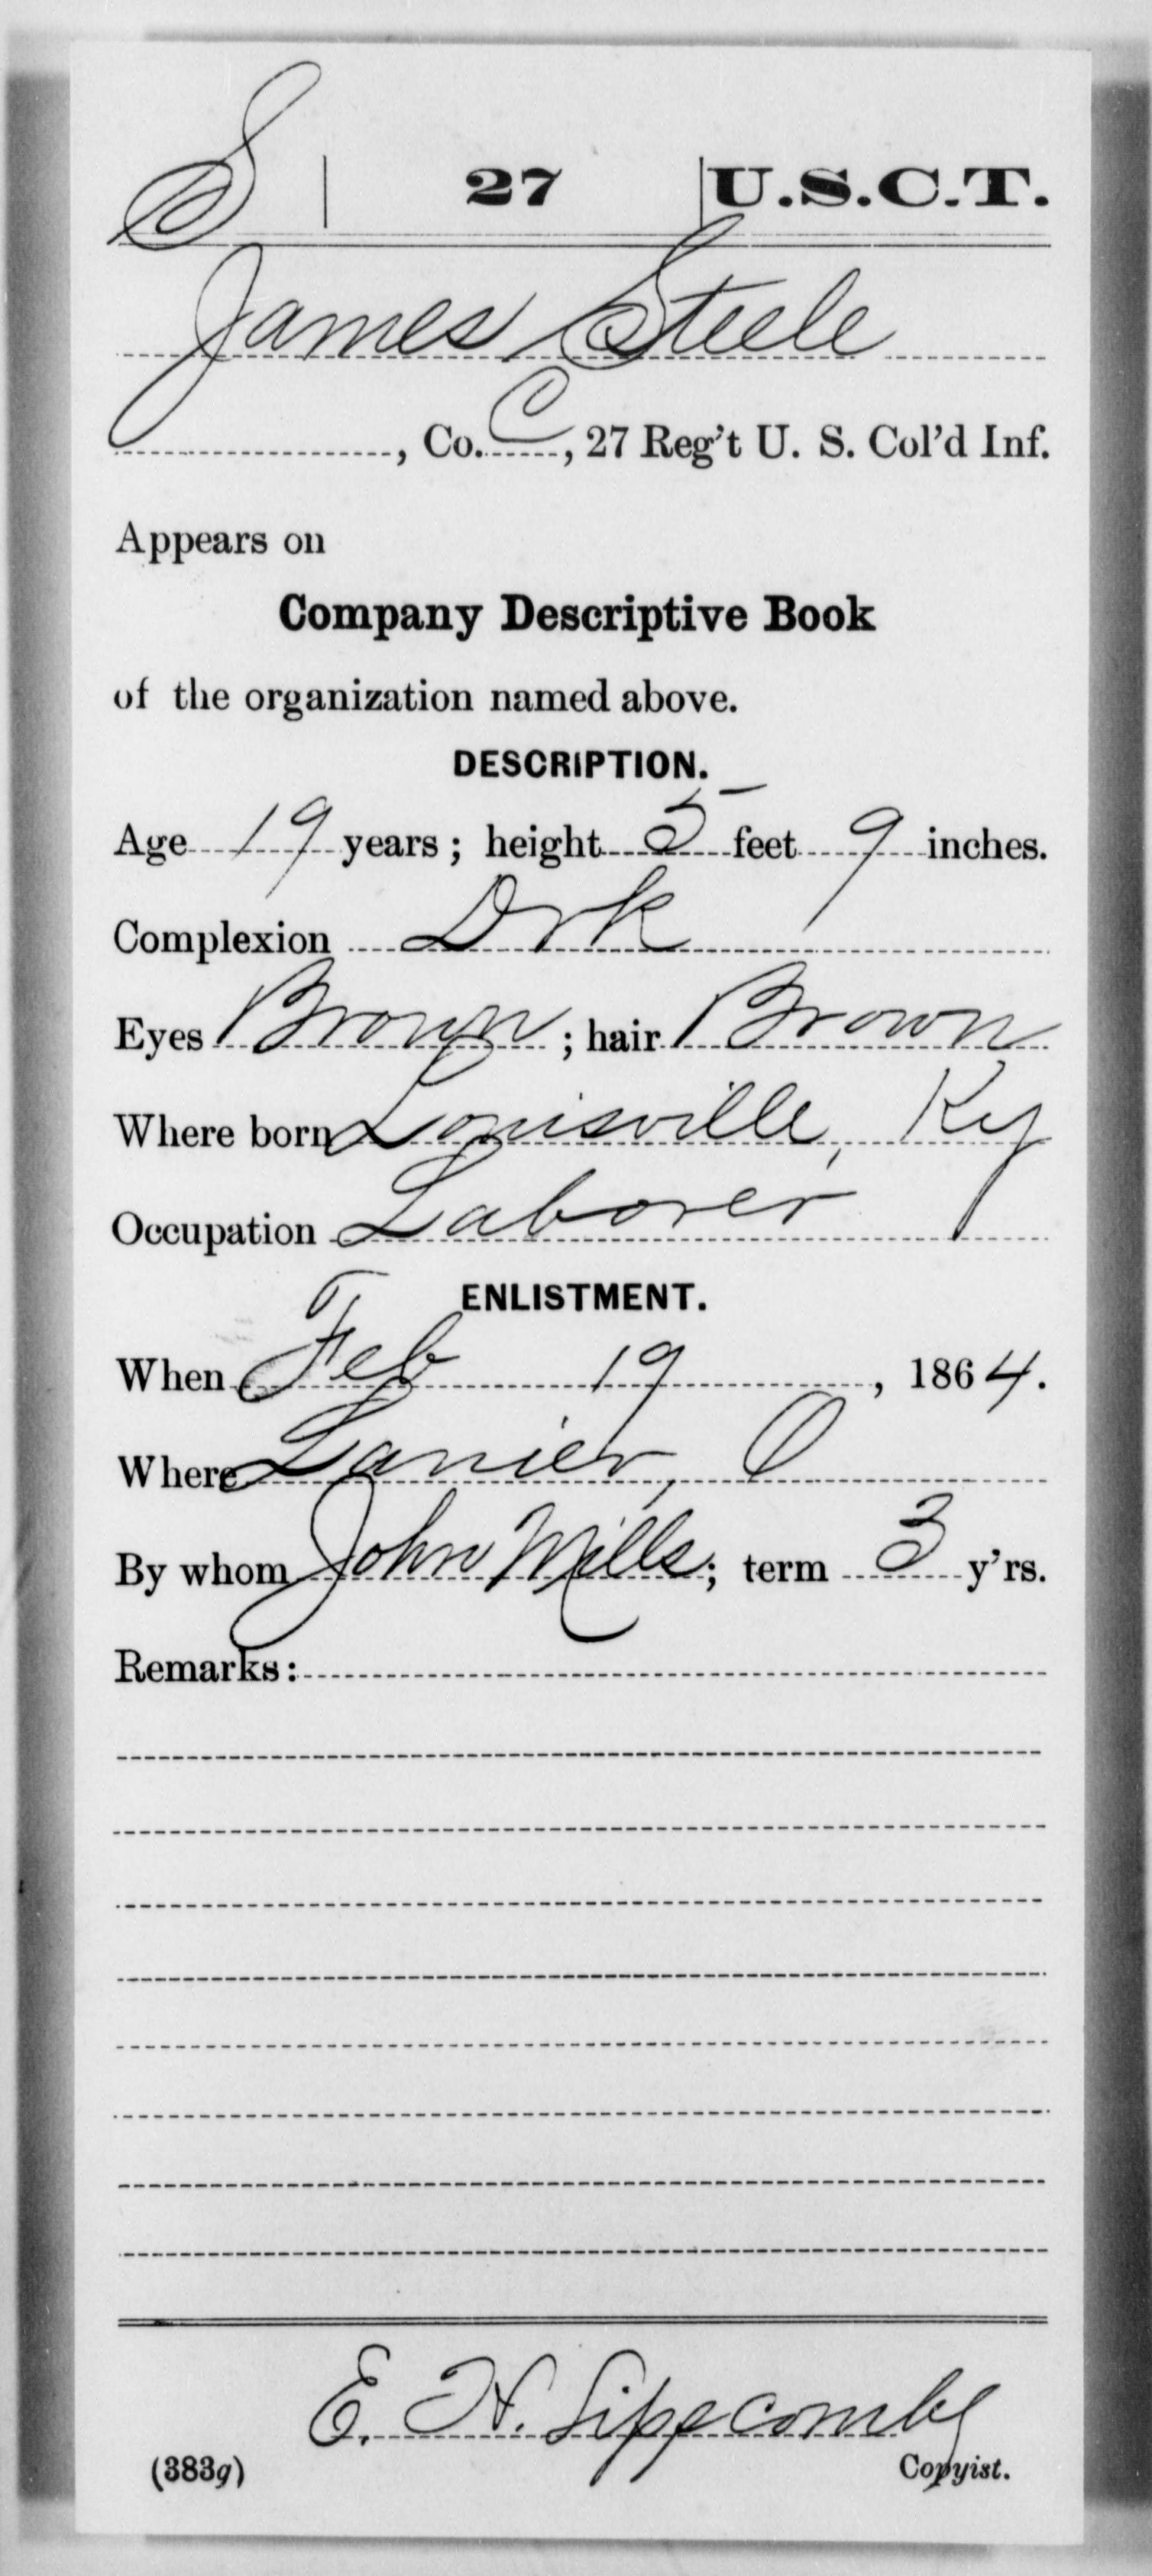 S | 27 | U.S.C.T.
James Steele
, Co. C, 27 Reg't U. S. Col'd Inf.
Appears on
Company Descriptive Book
of the organization named above.
DESCRIPTION.
Age 19 years; height 5 feet 9 inches.
Complexion Drk
Eyes Brown; hair Brown
Where born Louisville, Ky
Occupation Laborer
ENLISTMENT.
When Feb 19, 1864.
Where Lanier, O
By whom John Mills; term 3 y'rs.
Remarks:
E. H. Lippcomb
(383g) Copyist.